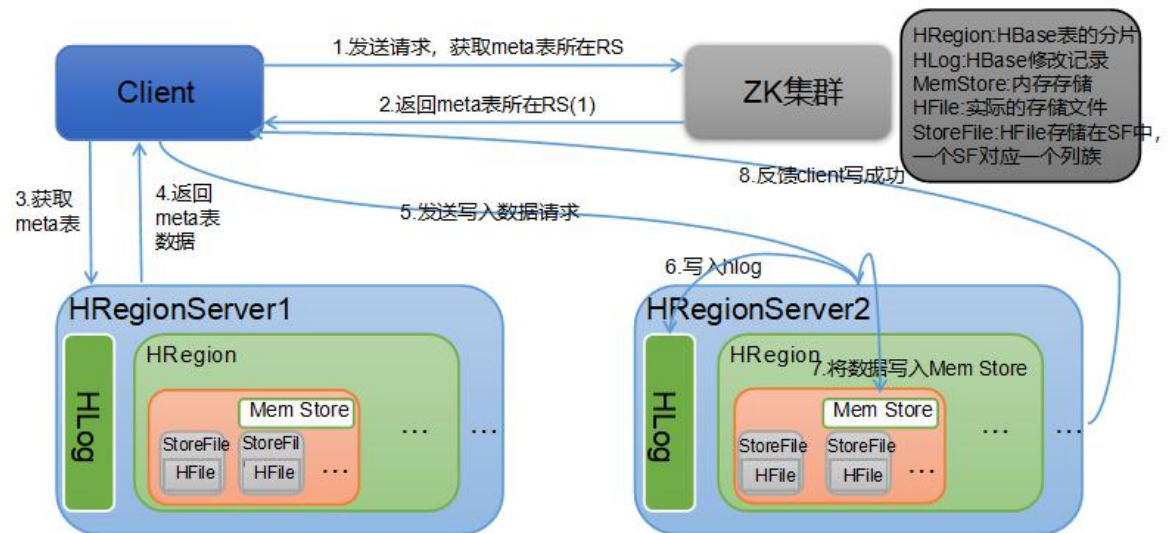 1.发送请求，获取meta表所在RS
Client
2.返回meta表所在RS(1)
ZK集群
HRegion:HBase表的分片
HLog:HBase修改记录
MemStore:内存存储
HFile:实际的存储文件
StoreFile:HFile存储在SF中，
一个SF对应一个列族
3.获取
meta表
4.返回
meta表
数据
5.发送写入数据请求
8.反馈client写成功
6.写入hlog
HRegionServer1
HLog
HRegion
Mem Store
StoreFile
HFile
StoreFil
HFile
...
...
...
HRegionServer2
HLog
HRegion
7.将数据写入Mem Store
Mem Store
StoreFile
HFile
StoreFile
HFile
...
...
...